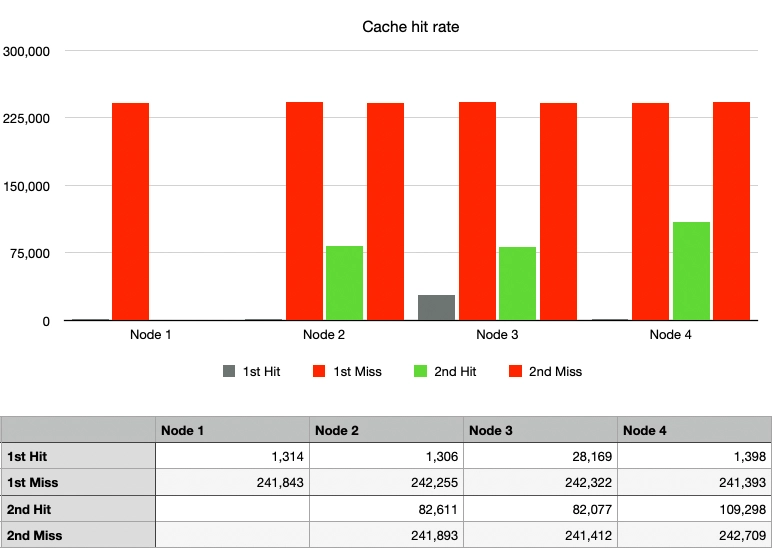 Cache hit rate
300,000
225,000
150,000
75,000
0
Node 1 Node 2 Node 3 Node 4
1st Hit 1st Miss 2nd Hit 2nd Miss
Node 1 Node 2 Node 3 Node 4
1st Hit 1,314 1,306 28,169 1,398
1st Miss 241,843 242,255 242,322 241,393
2nd Hit 82,611 82,077 109,298
2nd Miss 241,893 241,412 242,709